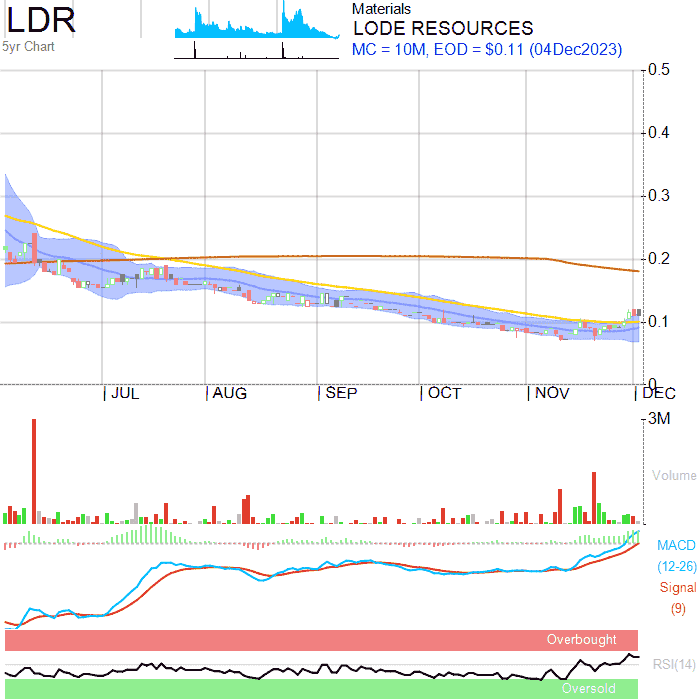 LDR
5yr Chart
Materials
LODE RESOURCES
MC = 10M, EOD = $0.11 (04Dec2023)
0.5
0.4
0.3
0.2
0.1
0
JUL AUG SEP OCT NOV DEC
3M
Volume
MACD
(12-26)
Signal
(9)
Overbought
RSI(14)
Oversold